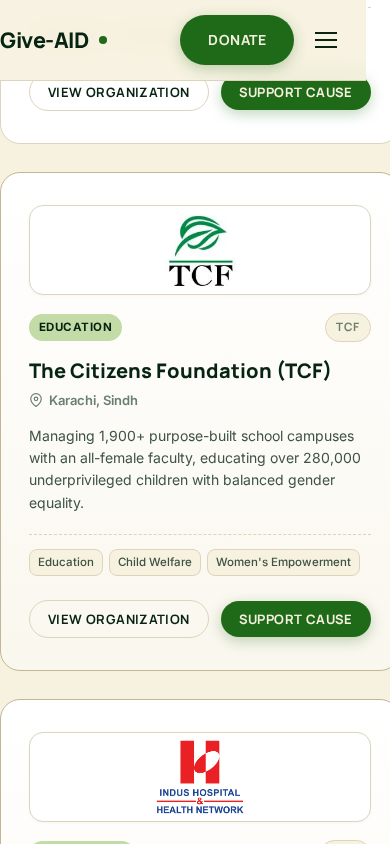 Give-AID
DONATE
VIEW ORGANIZATION
SUPPORT CAUSE
TCF
EDUCATION
TCF
The Citizens Foundation (TCF)
Karachi, Sindh
Managing 1,900+ purpose-built school campuses
with an all-female faculty, educating over 280,000
underprivileged children with balanced gender
equality.
Education
Child Welfare
Women's Empowerment
VIEW ORGANIZATION
SUPPORT CAUSE
INDUS HOSPITAL
&
HEALTH NETWORK